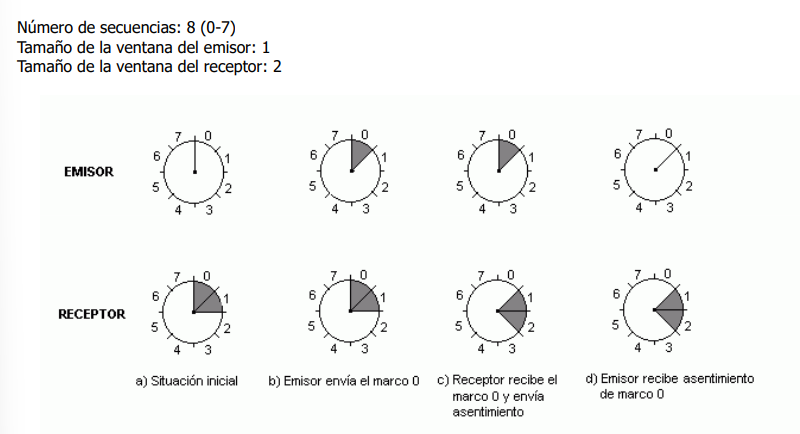 Número de secuencias: 8 (0-7)
Tamaño de la ventana del emisor: 1
Tamaño de la ventana del receptor: 2
EMISOR
7 0 1 2 3 4 5 6
7 0 1 2 3 4 5 6
7 0 1 2 3 4 5 6
7 0 1 2 3 4 5 6
RECEPTOR
7 0 1 2 3 4 5 6
7 0 1 2 3 4 5 6
7 0 1 2 3 4 5 6
7 0 1 2 3 4 5 6
a) Situación inicial
b) Emisor envía el marco 0
c) Receptor recibe el
marco 0 y envía
asentimiento
d) Emisor recibe asentimiento
de marco 0